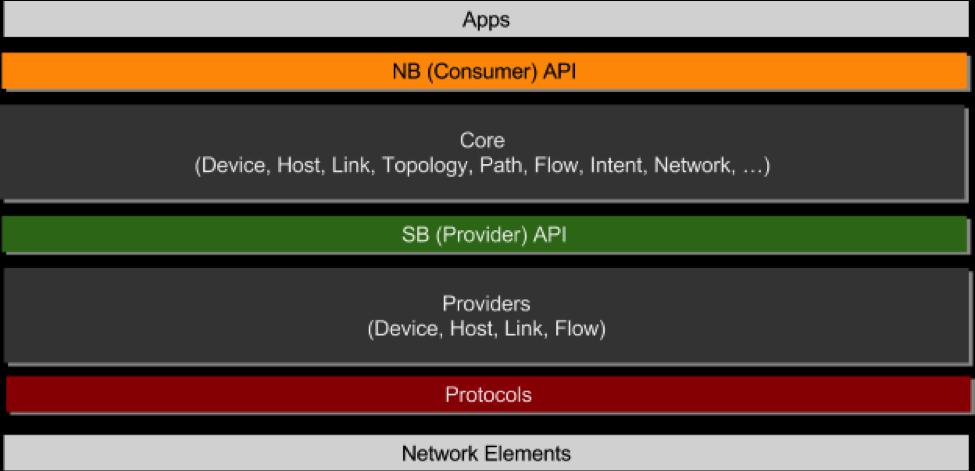 Apps
NB (Consumer) API
Core
(Device, Host, Link, Topology, Path, Flow, Intent, Network, …)
SB (Provider) API
Providers
(Device, Host, Link, Flow)
Protocols
Network Elements